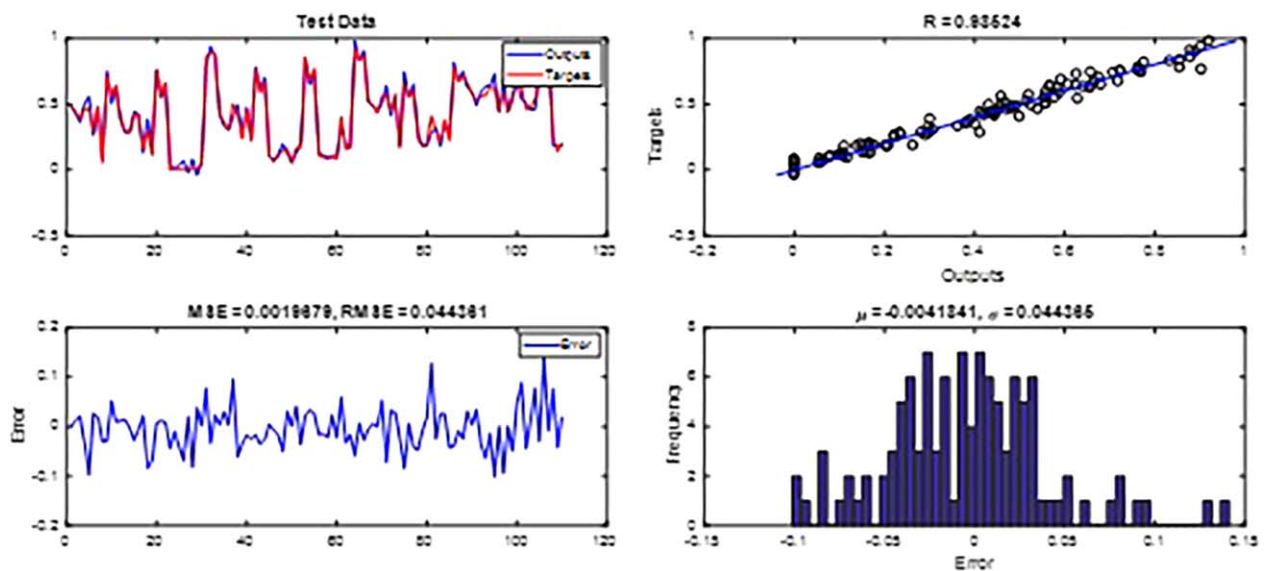 Test Data
1
0.5
0
-0.5
Outputs
Targets
0 20 40 60 80 100 120
R = 0.98524
Targets
1
0.5
0
-0.5
-0.2 0 0.2 0.4 0.6 0.8 1
Outputs
MSE = 0.0019679, RMSE = 0.044361
Error
0.2
0.1
0
-0.1
-0.2
Error
0 20 40 60 80 100 120
μ = -0.0041841, σ = 0.044365
Frequency
8
6
4
2
0
-0.15 -0.1 -0.05 0 0.05 0.1 0.15
Error